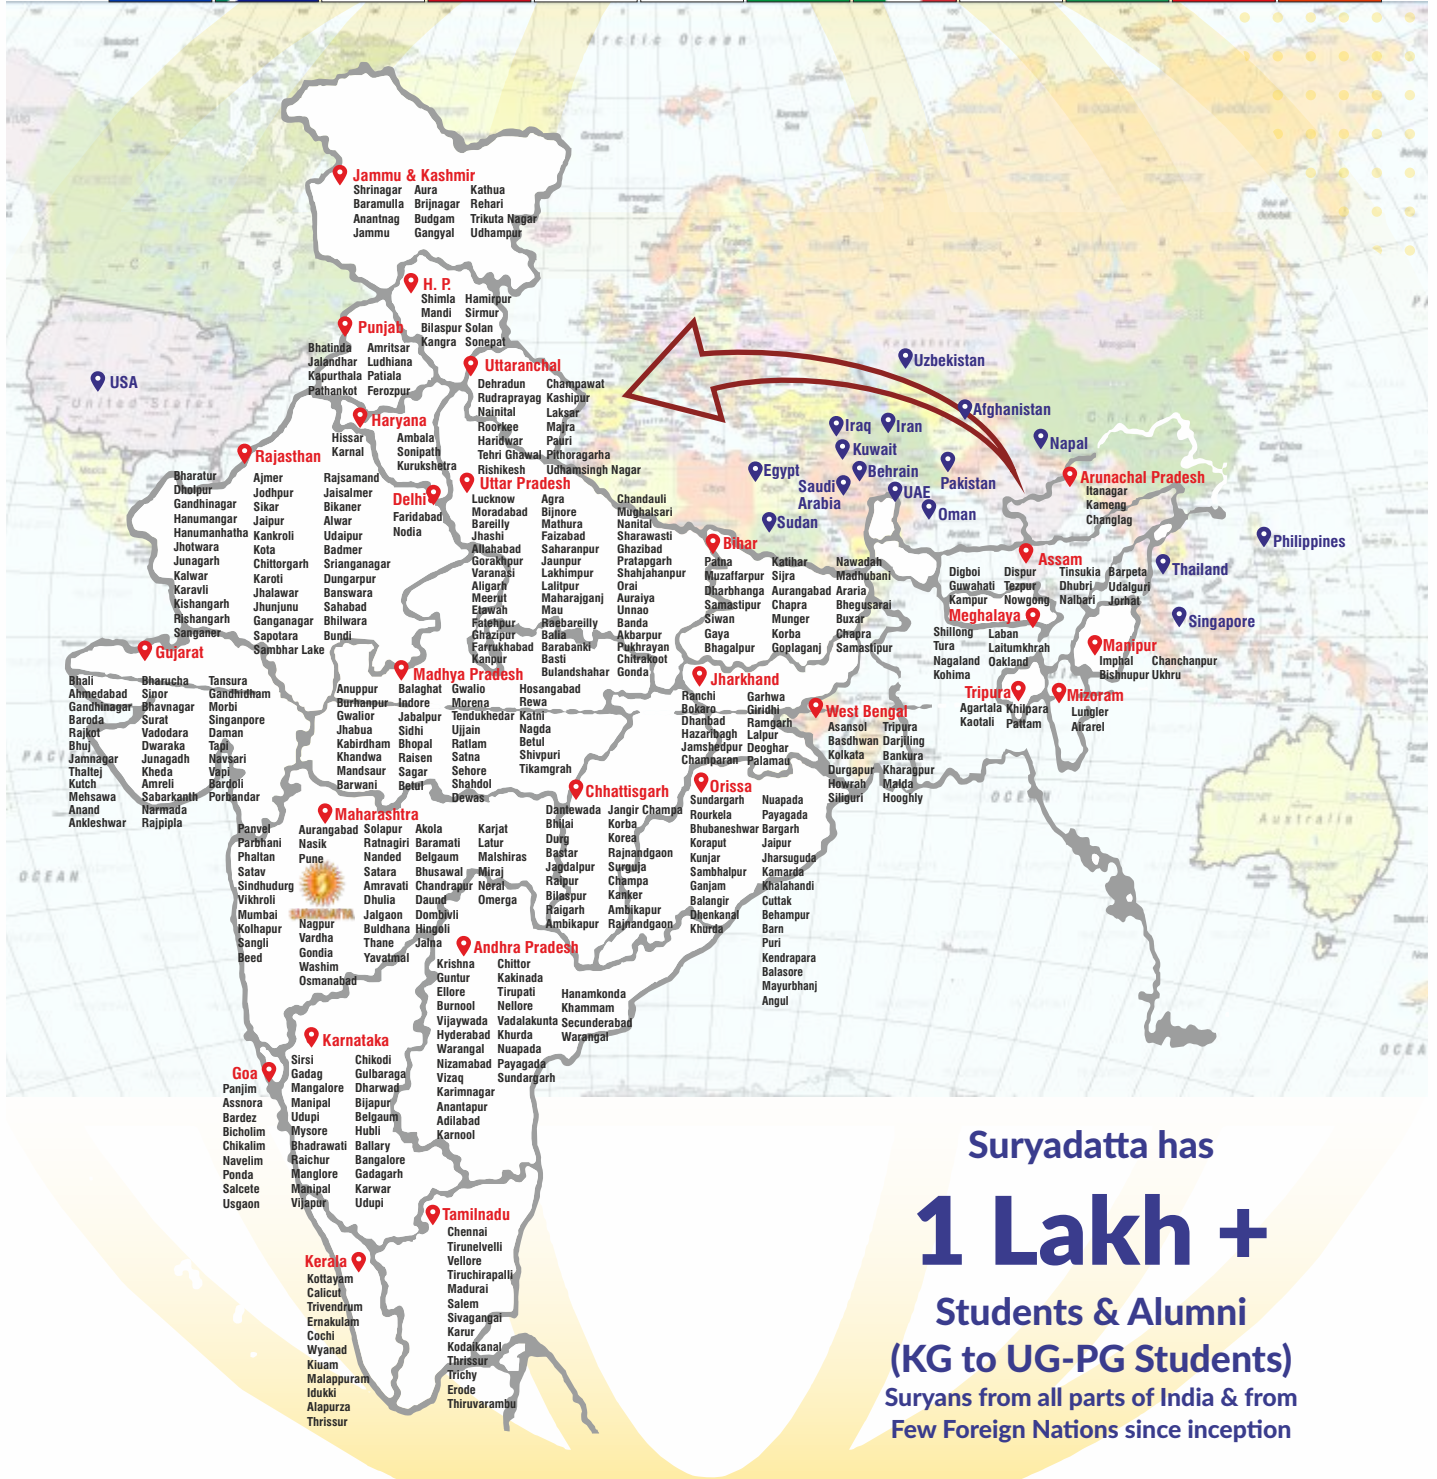 Arctic Ocean
Jammu & Kashmir
Shrinagar Aura Kathua
Baramulla Brijnagar Rehari
Anantnag Budgam Trikuta Nagar
Jammu Gangyal Udhampur
H. P.
Shimla Hamirpur
Mandi Sirmur
Bilaspur Solan
Kangra Sonepat
Punjab
Bhatinda Amritsar
Jalandhar Ludhiana
Kapurthala Patiala
Pathankot Ferozpur
Uttaranchal
Dehradun Champawat
Rudraprayag Kashipur
Nainital Laksar
Roorkee Majra
Haridwar Pauri
Tehri Ghawal Pithoragarha
Rishikesh Udhamsingh Nagar
USA
United States
Canada
Haryana
Hissar Ambala
Karnal Sonipath
Kurukshetra
Delhi
Faridabad
Nodia
Rajasthan
Bharatur Ajmer Rajsamand
Dholpur Jodhpur Jaisalmer
Gandhinagar Sikar Bikaner
Hanumangar Jaipur Alwar
Hanumanhatha Kankroli Udaipur
Jhotwara Kota Badmer
Junagarh Chittorgarh Srianganagar
Kalwar Karoti Dungarpur
Karavli Jhalawar Banswara
Kishangarh Jhunjunu Sahabad
Rishangarh Ganganagar Bhilwara
Sanganer Sapotara Bundi
Sambhar Lake
Uttar Pradesh
Lucknow Agra Chandauli
Moradabad Bijnore Mughalsari
Bareilly Mathura Nanital
Jhashi Faizabad Sharawasti
Allahabad Saharanpur Ghazibad
Gorakhpur Jaunpur Pratapgarh
Varanasi Lakhimpur Shahjahanpur
Aligarh Lalitpur Orai
Meerut Maharajganj Auraiya
Etawah Mau Unnao
Fatehpur Raebareilly Banda
Ghazipur Balia Akbarpur
Farrukhabad Barabanki Pukhrayan
Kanpur Basti Chitrakoot
Bulandshahar Gonda
Uzbekistan
Afghanistan
Iraq
Iran
Napal
Kuwait
Egypt
Behrain
Pakistan
Saudi
Arabia
UAE
Oman
Sudan
Philippines
Thailand
Singapore
China
Arunachal Pradesh
Itanagar
Kameng
Changlag
Bihar
Patna Katihar Nawadah
Muzaffarpur Sijra Madhubani
Dharbhanga Aurangabad Araria
Samastipur Chapra Bhegusarai
Siwan Munger Buxar
Gaya Korba Chapra
Bhagalpur Goplaganj Samastipur
Assam
Digboi Dispur Tinsukia Barpeta
Guwahati Tezpur Dhubri Udalguri
Kampur Nowgong Nalbari Jorhat
Meghalaya
Shillong Laban
Tura Laitumkhrah
Nagaland Oakland
Kohima
Manipur
Imphal Chanchanpur
Bishnupur Ukhru
Tripura
Agartala Khilpara
Kaotali Pattam
Mizoram
Lungler
Airarel
Gujarat
Bhali Bharucha Tansura
Ahmedabad Sinor Gandhidham
Gandhinagar Bhavnagar Morbi
Baroda Surat Singanpore
Rajkot Vadodara Daman
Bhuj Dwaraka Tapi
Jamnagar Junagadh Navsari
Thaltej Kheda Vapi
Kutch Amreli Bardoli
Mehsawa Sabarkanth Porbandar
Anand Narmada
Ankleshwar Rajpipla
Madhya Pradesh
Anuppur Balaghat Gwalio Hosangabad
Burhanpur Indore Morena Rewa
Gwalior Jabalpur Tendukhedar Katni
Jhabua Sidhi Ujjain Nagda
Kabirdham Bhopal Ratlam Betul
Khandwa Raisen Satna Shivpuri
Mandsaur Sagar Sehore Tikamgrah
Barwani Betul Shahdol
Dewas
Jharkhand
Ranchi Garhwa
Bokaro Giridhi
Dhanbad Ramgarh
Hazaribagh Lalpur
Jamshedpur Deoghar
Champaran Palamau
West Bengal
Asansol Tripura
Basdhwan Darjiling
Kolkata Bankura
Durgapur Kharagpur
Howrah Malda
Siliguri Hooghly
Chhattisgarh
Dantewada Jangir Champa
Bhilai Korba
Durg Korea
Bastar Rajnandgaon
Jagdalpur Surguja
Raipur Champa
Bilaspur Kanker
Raigarh Ambikapur
Ambikapur Rajnandgaon
Orissa
Sundargarh Nuapada
Rourkela Payagada
Bhubaneshwar Bargarh
Koraput Jaipur
Kunjar Jharsuguda
Sambhalpur Kamarda
Ganjam Khalahandi
Balangir Cuttak
Dhenkanal Behampur
Khurda Barn
Puri
Kendrapara
Balasore
Mayurbhanj
Angul
Maharashtra
Panvel Aurangabad Solapur Akola Karjat
Parbhani Nasik Ratnagiri Baramati Latur
Phaltan Pune Nanded Belgaum Malshiras
Satav Satara Bhusawal Miraj
Sindhudurg Amravati Chandrapur Neral
Vikhroli Dhulia Daund Omerga
Mumbai SURYADATTA Jalgaon Dombivli
Kolhapur Nagpur Buldhana Hingoli
Sangli Vardha Thane Jalna
Beed Gondia Yavatmal
Washim
Osmanabad
Andhra Pradesh
Krishna Chittor
Guntur Kakinada
Ellore Tirupati Hanamkonda
Burnool Nellore Khammam
Vijaywada Vadalakunta Secunderabad
Hyderabad Khurda Warangal
Warangal Nuapada
Nizamabad Payagada
Vizaq Sundargarh
Karimnagar
Anantapur
Adilabad
Karnool
Karnataka
Sirsi Chikodi
Gadag Gulbaraga
Mangalore Dharwad
Manipal Bijapur
Udupi Belgaum
Mysore Hubli
Bhadrawati Ballary
Raichur Bangalore
Manglore Gadagarh
Manipal Karwar
Vijapur Udupi
Goa
Panjim
Assnora
Bardez
Bicholim
Chikalim
Navelim
Ponda
Salcete
Usgaon
Tamilnadu
Chennai
Tirunelvelli
Vellore
Tiruchirapalli
Madurai
Salem
Sivagangai
Karur
Kodaikanal
Thrissur
Trichy
Erode
Thiruvarambu
Kerala
Kottayam
Calicut
Trivendrum
Ernakulam
Cochi
Wyanad
Kiuam
Malappuram
Idukki
Alapurza
Thrissur
OCEAN
OCEAN
Australia
Suryadatta has
1 Lakh +
Students & Alumni
(KG to UG-PG Students)
Suryans from all parts of India & from
Few Foreign Nations since inception